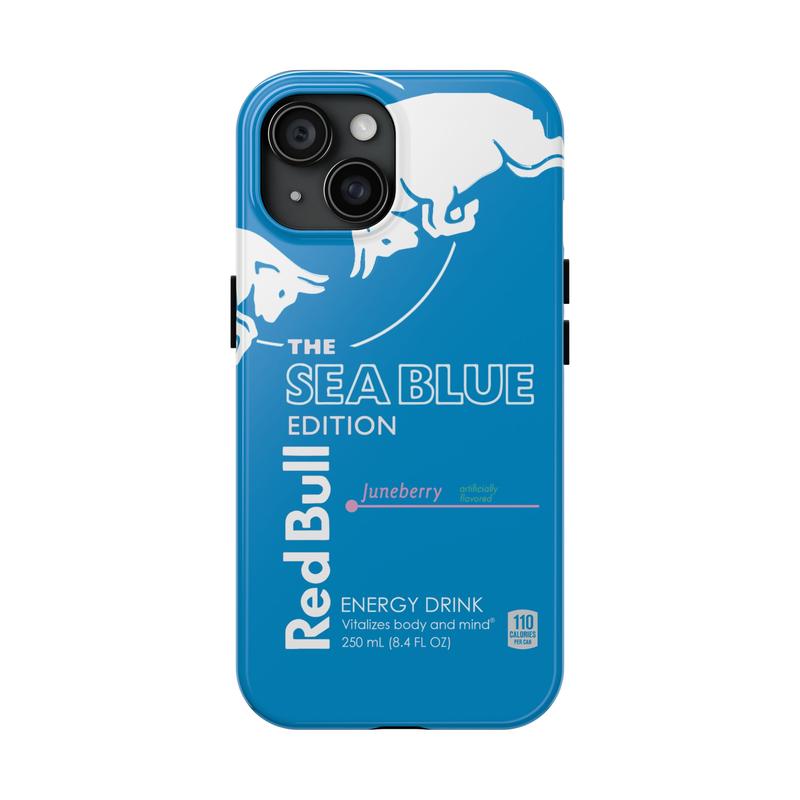 THE
SEA BLUE
EDITION
Red Bull
Juneberry
artificially
flavored
ENERGY DRINK
Vitalizes body and mind®
250 mL (8.4 FL OZ)
110
CALORIES
PER CAN